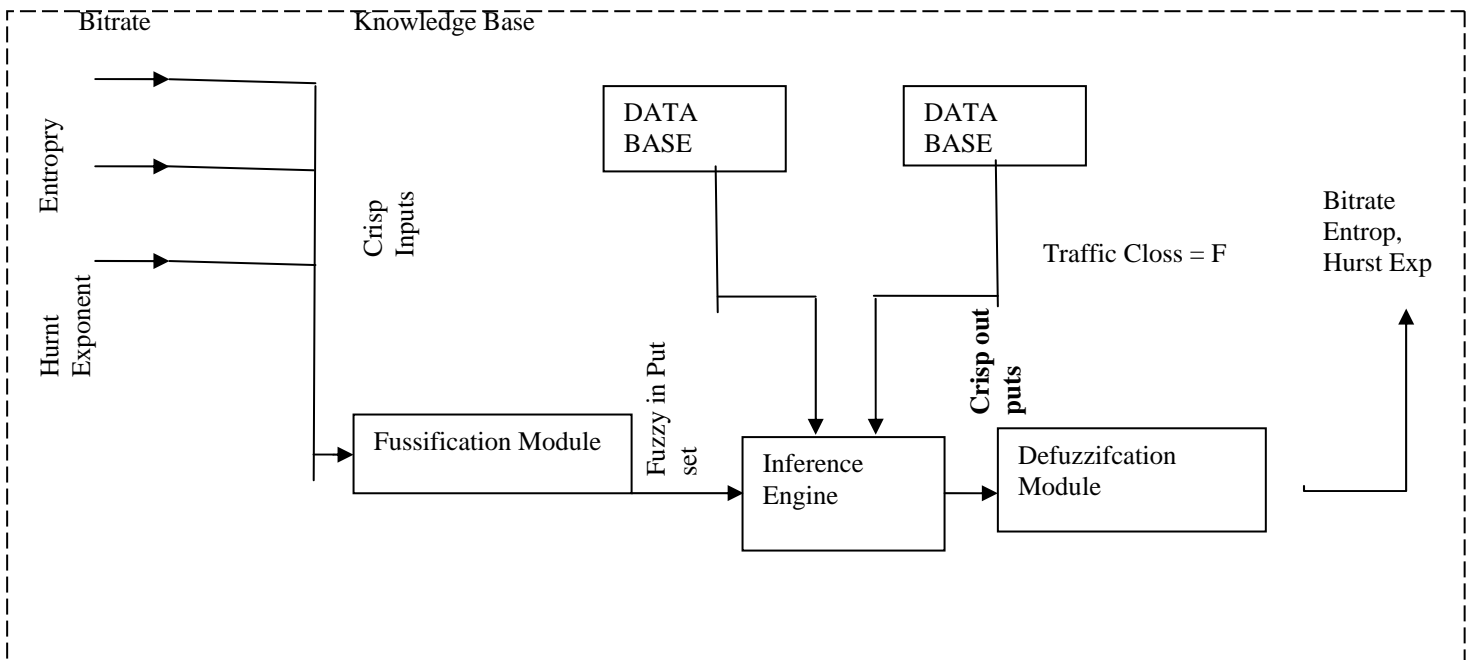 Bitrate
Knowledge Base
Entropry
Hurnt
Exponent
Crisp
Inputs
DATA
BASE
DATA
BASE
Traffic Closs = F
Bitrate
Entrop,
Hurst Exp
Fussification Module
Fuzzy in Put
set
Inference
Engine
Crisp out
puts
Defuzzifcation
Module